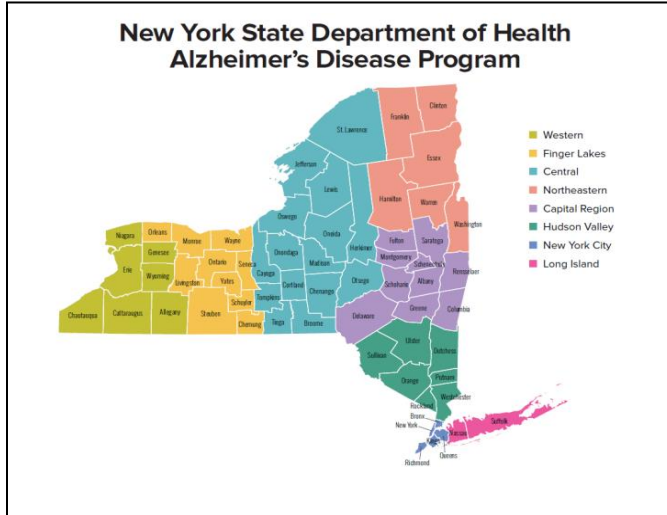 New York State Department of Health
Alzheimer's Disease Program
Western
Finger Lakes
Central
Northeastern
Capital Region
Hudson Valley
New York City
Long Island
Clinton
Franklin
St. Lawrence
Essex
Jefferson
Lewis
Hamilton
Warren
Washington
Oswego
Oneida
Herkimer
Fulton
Saratoga
Niagara
Orleans
Monroe
Wayne
Genesee
Ontario
Seneca
Cayuga
Onondaga
Madison
Montgomery
Schenectady
Rensselaer
Erie
Wyoming
Livingston
Yates
Cortland
Chenango
Otsego
Schoharie
Albany
Schuyler
Tompkins
Greene
Columbia
Chautauqua
Cattaraugus
Allegany
Steuben
Chemung
Tioga
Broome
Delaware
Ulster
Dutchess
Sullivan
Orange
Putnam
Westchester
Rockland
Bronx
New York
Nassau
Suffolk
Queens
Richmond